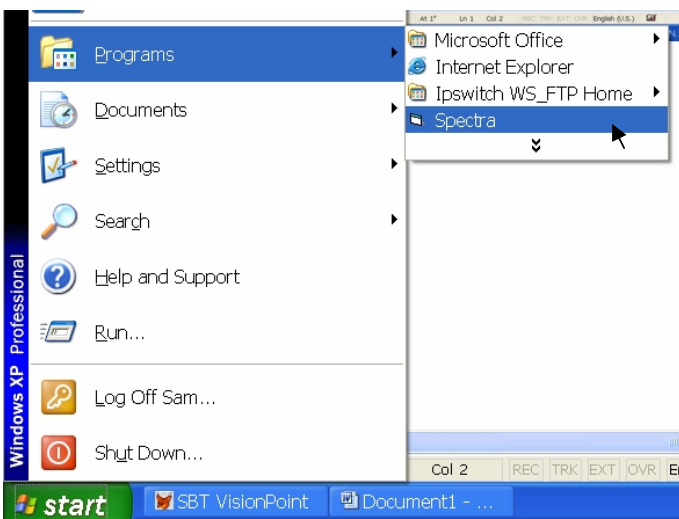 At 1" Ln 1 Col 2 REC TRK EXT OVR English (U.S.)
Programs
Documents
Settings
Search
Help and Support
Run...
Log Off Sam...
Shut Down...
Windows XP Professional
Microsoft Office
Internet Explorer
Ipswitch WS_FTP Home
Spectra
Col 2 REC TRK EXT OVR
start SBT VisionPoint Document1 - ...